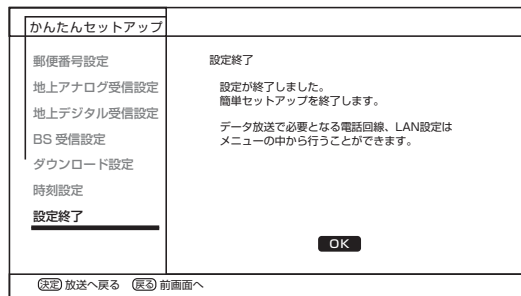 かんたんセットアップ
郵便番号設定
地上アナログ受信設定
地上デジタル受信設定
BS 受信設定
ダウンロード設定
時刻設定
設定終了
設定終了
設定が終了しました。
簡単セットアップを終了します。
データ放送で必要となる電話回線、LAN設定は
メニューの中から行うことができます。
OK
決定 放送へ戻る 戻る 前画面へ